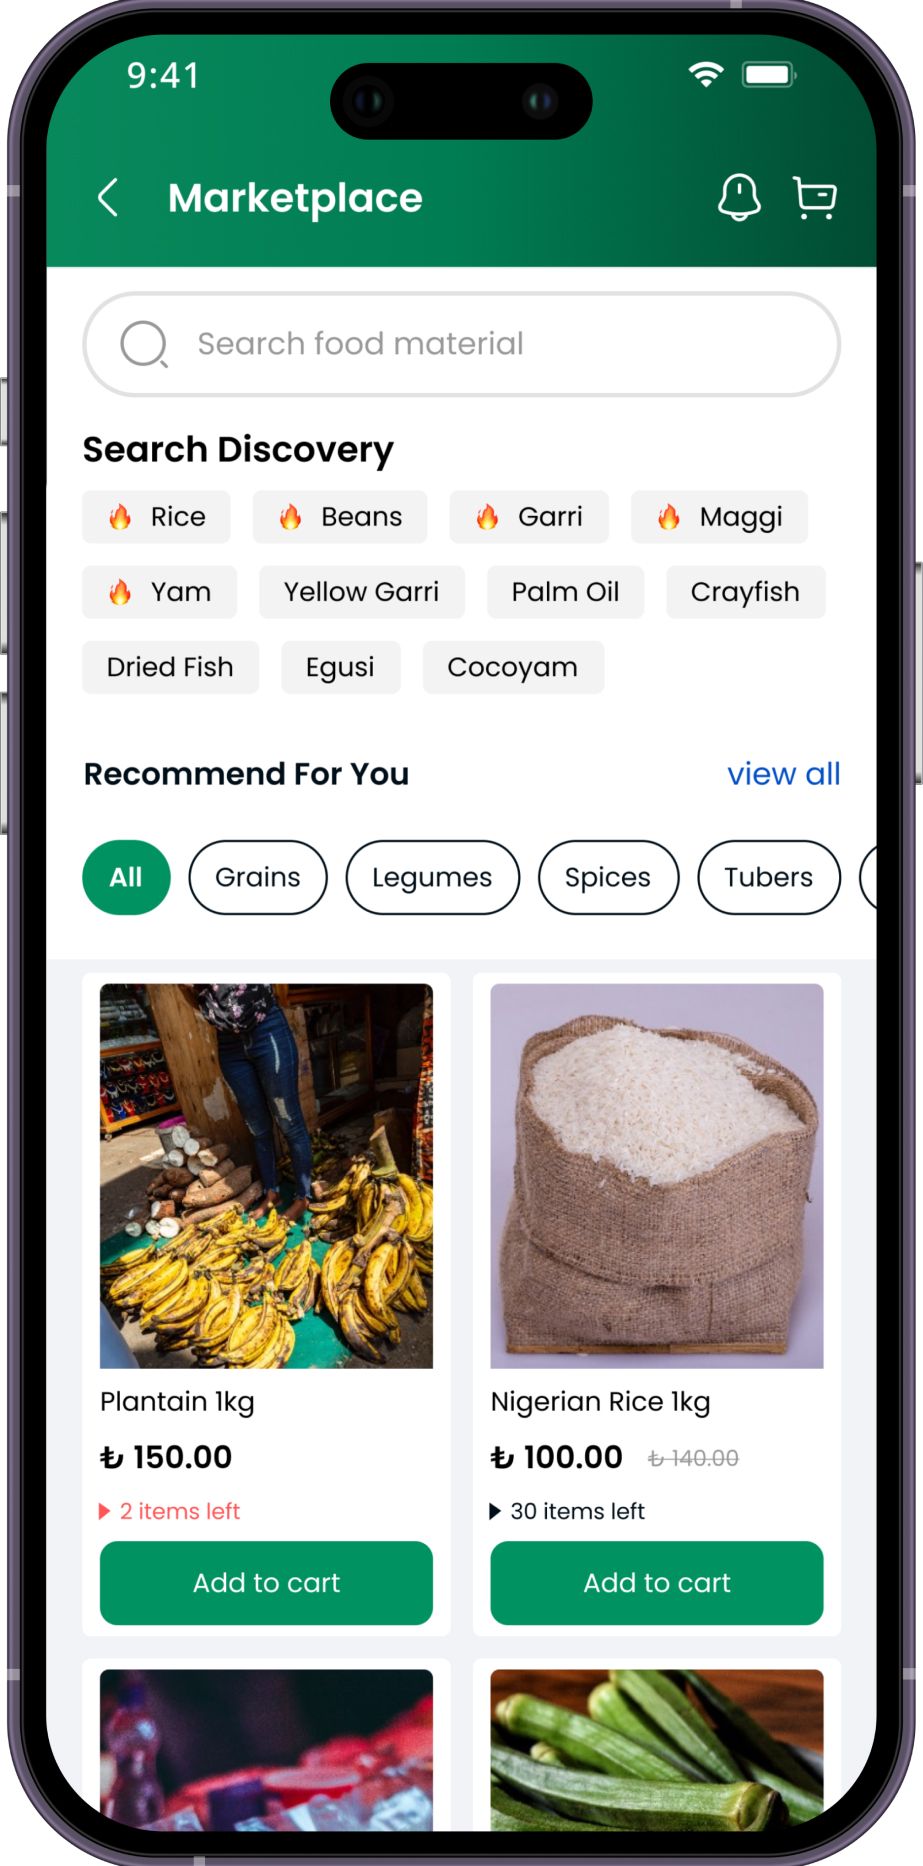 9:41
Marketplace
Search food material
Search Discovery
🔥 Rice 🔥 Beans 🔥 Garri 🔥 Maggi
🔥 Yam Yellow Garri Palm Oil Crayfish
Dried Fish Egusi Cocoyam
Recommend For You view all
All Grains Legumes Spices Tubers
Plantain 1kg
₺ 150.00
2 items left
Add to cart
Nigerian Rice 1kg
₺ 100.00 ₺ 140.00
30 items left
Add to cart